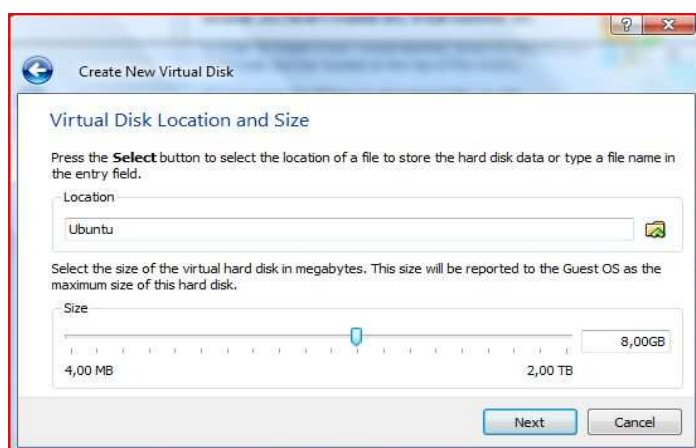 Create New Virtual Disk
Virtual Disk Location and Size
Press the Select button to select the location of a file to store the hard disk data or type a file name in
the entry field.
Location
Ubuntu
Select the size of the virtual hard disk in megabytes. This size will be reported to the Guest OS as the
maximum size of this hard disk.
Size
8,00GB
4,00 MB
2,00 TB
Next
Cancel